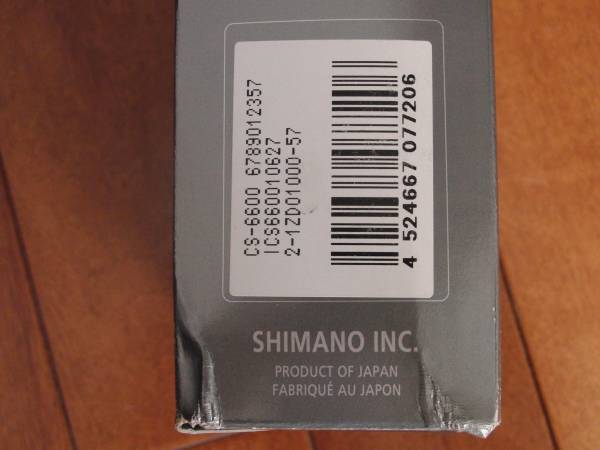 CS-6600 6789012357
ICS660010627
2-1ZD01000-57
4 524667 077206
SHIMANO INC.
PRODUCT OF JAPAN
FABRIQUÉ AU JAPON